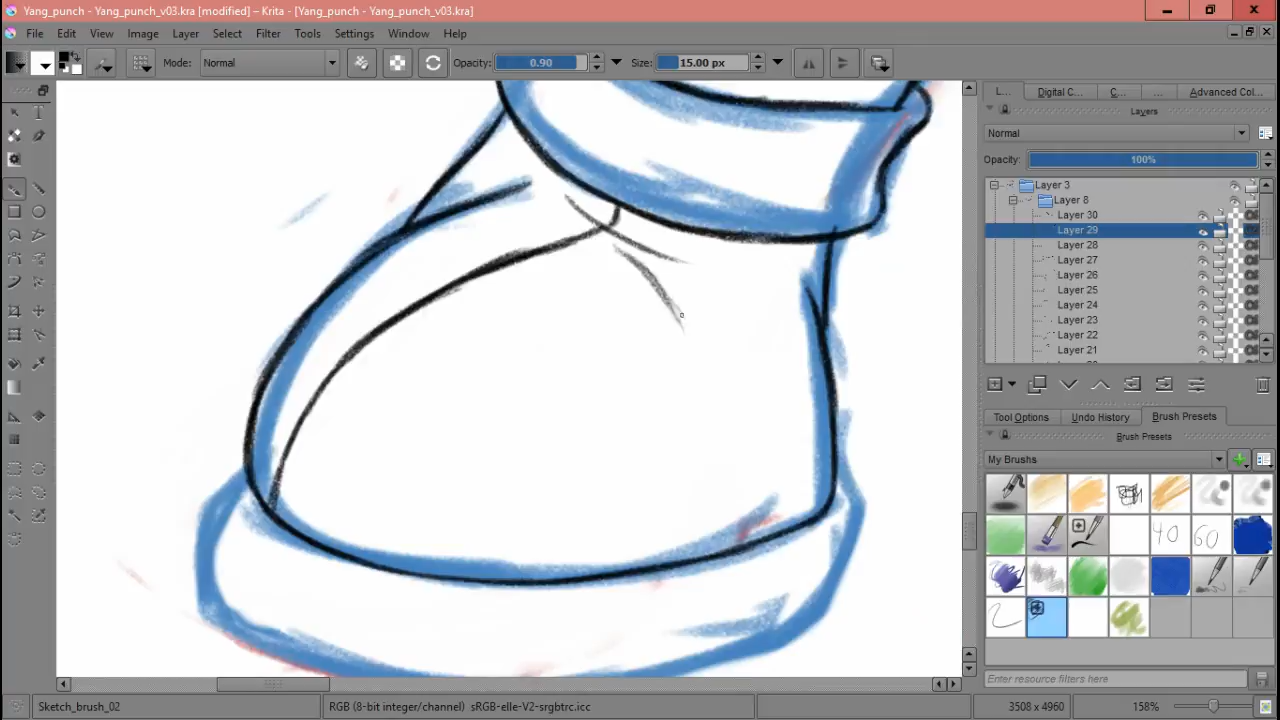 Yang_punch - Yang_punch_v03.kra [modified] – Krita - [Yang_punch - Yang_punch_v03.kra]
File Edit View Image Layer Select Filter Tools Settings Window Help
Mode: Normal Opacity: 0.90 Size: 15.00 px
L... Digital C... C... ... Advanced Col...
Layers
Normal
Opacity: 100%
Layer 3
Layer 8
Layer 30
Layer 29
Layer 28
Layer 27
Layer 26
Layer 25
Layer 24
Layer 23
Layer 22
Layer 21
Tool Options Undo History Brush Presets
Brush Presets
My Brushes
40 60
Enter resource filters here
Sketch_brush_02 RGB (8-bit integer/channel) sRGB-elle-V2-srgbtrc.icc 3508 x 4960 158%